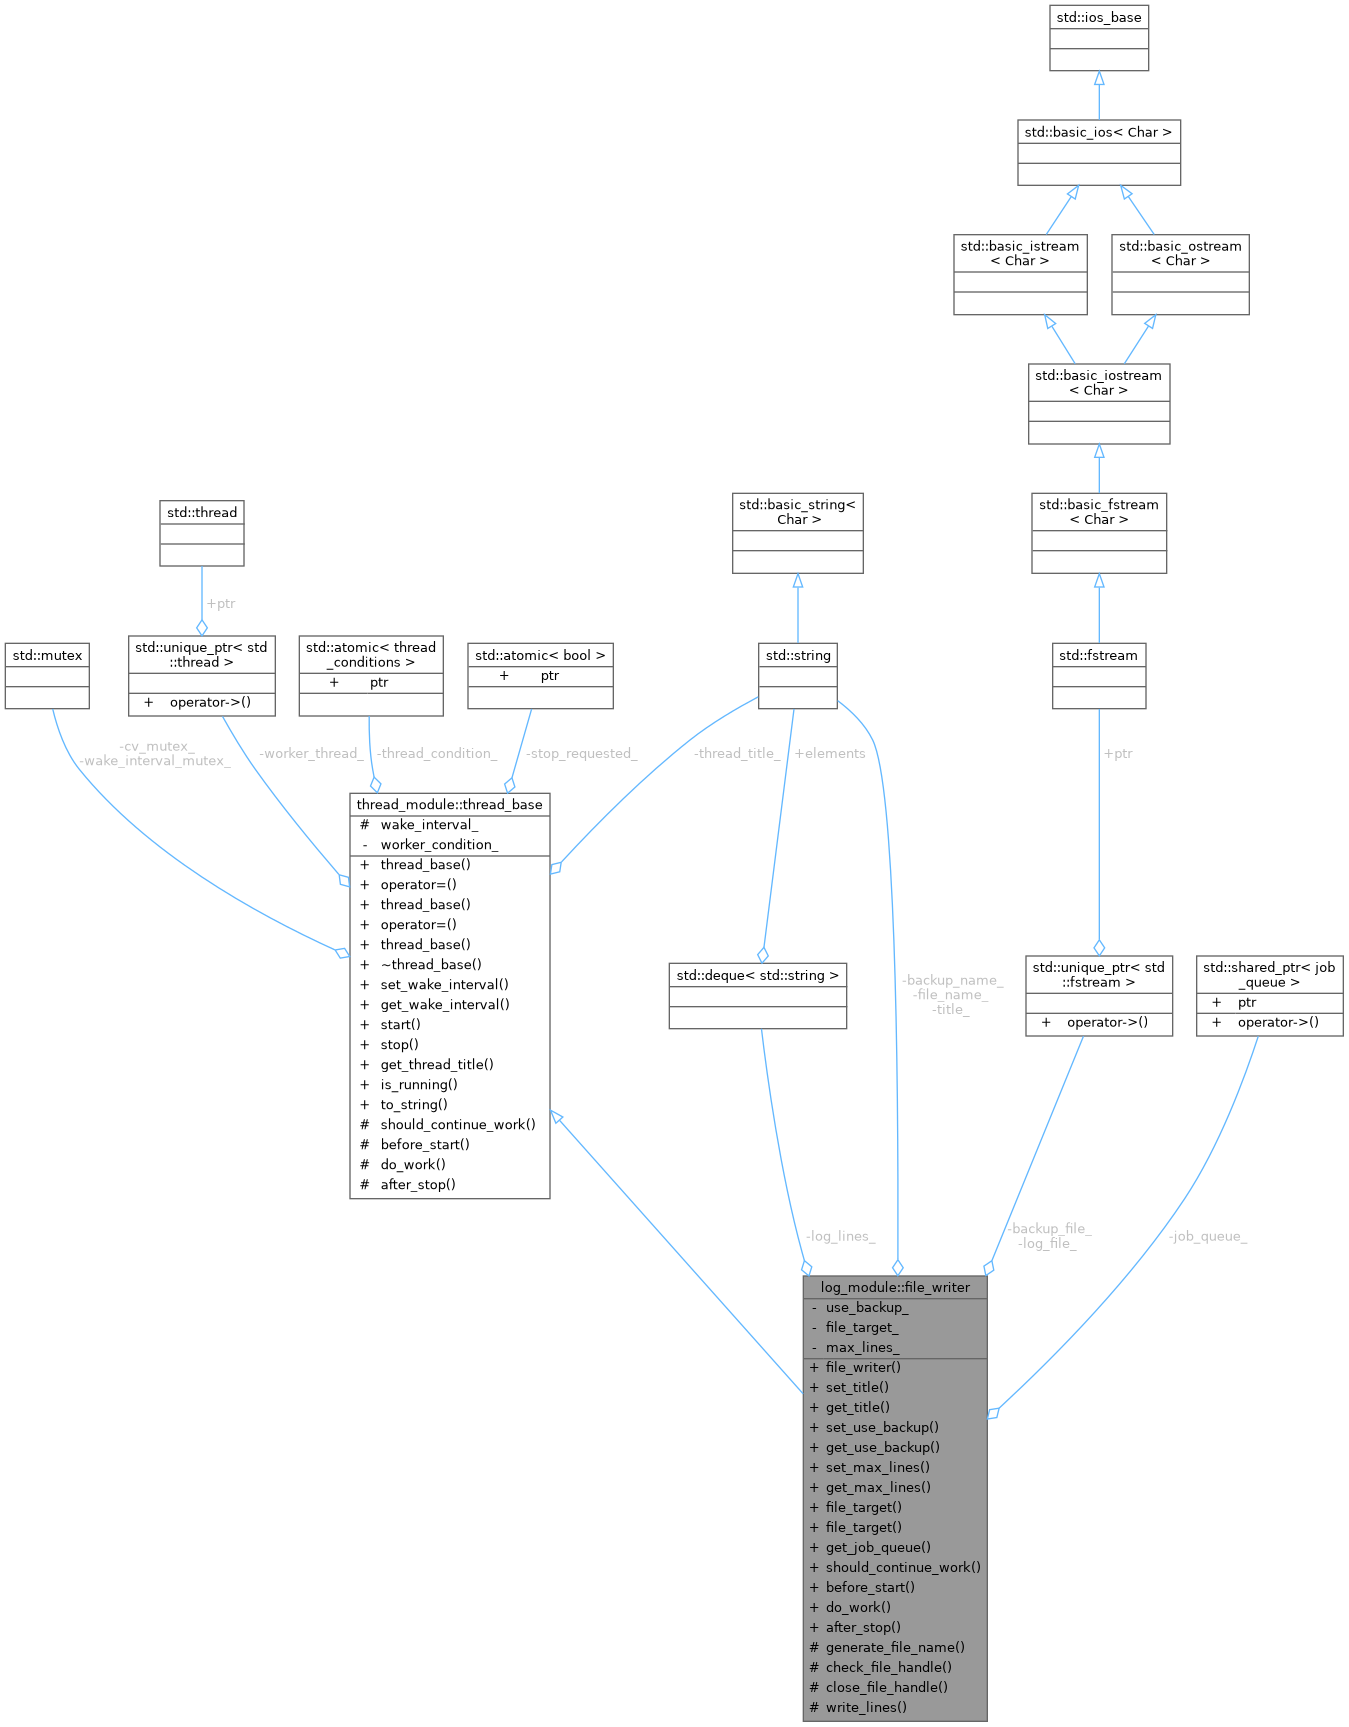 std::ios_base
std::basic_ios< Char >
std::basic_istream
< Char >
std::basic_ostream
< Char >
std::basic_iostream
< Char >
std::basic_string<
Char >
std::basic_fstream
< Char >
std::thread
+ptr
std::mutex
std::unique_ptr< std
::thread >
+ operator->()
std::atomic< thread
_conditions >
+ ptr
std::atomic< bool >
+ ptr
std::string
std::fstream
-cv_mutex_
-wake_interval_mutex_
-worker_thread_
-thread_condition_
-stop_requested_
-thread_title_
+elements
+ptr
thread_module::thread_base
# wake_interval_
- worker_condition_
+ thread_base()
+ operator=()
+ thread_base()
+ operator=()
+ thread_base()
+ ~thread_base()
+ set_wake_interval()
+ get_wake_interval()
+ start()
+ stop()
+ get_thread_title()
+ is_running()
+ to_string()
# should_continue_work()
# before_start()
# do_work()
# after_stop()
std::deque< std::string >
-backup_name_
-file_name_
-title_
std::unique_ptr< std
::fstream >
+ operator->()
std::shared_ptr< job
_queue >
+ ptr
+ operator->()
-log_lines_
-backup_file_
-log_file_
-job_queue_
log_module::file_writer
- use_backup_
- file_target_
- max_lines_
+ file_writer()
+ set_title()
+ get_title()
+ set_use_backup()
+ get_use_backup()
+ set_max_lines()
+ get_max_lines()
+ file_target()
+ file_target()
+ get_job_queue()
+ should_continue_work()
+ before_start()
+ do_work()
+ after_stop()
# generate_file_name()
# check_file_handle()
# close_file_handle()
# write_lines()